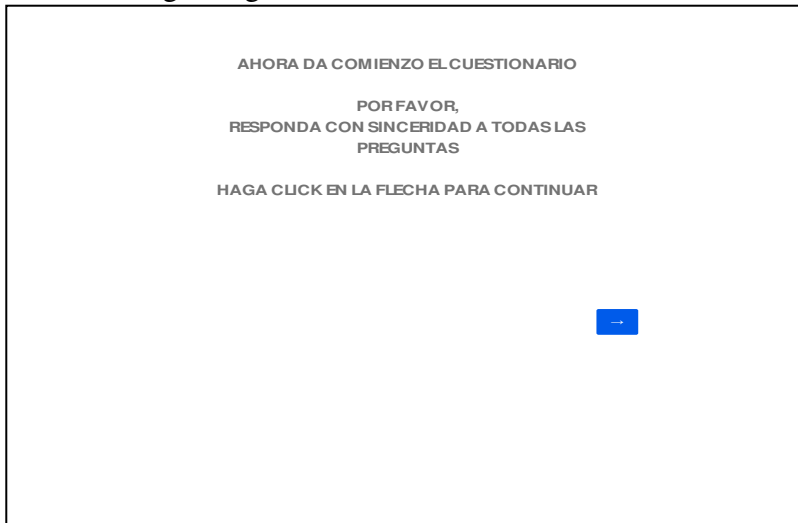 AHORA DA COMIENZO EL CUESTIONARIO
POR FAVOR,
RESPONDA CON SINCERIDAD A TODAS LAS
PREGUNTAS
HAGA CLICK EN LA FLECHA PARA CONTINUAR
→